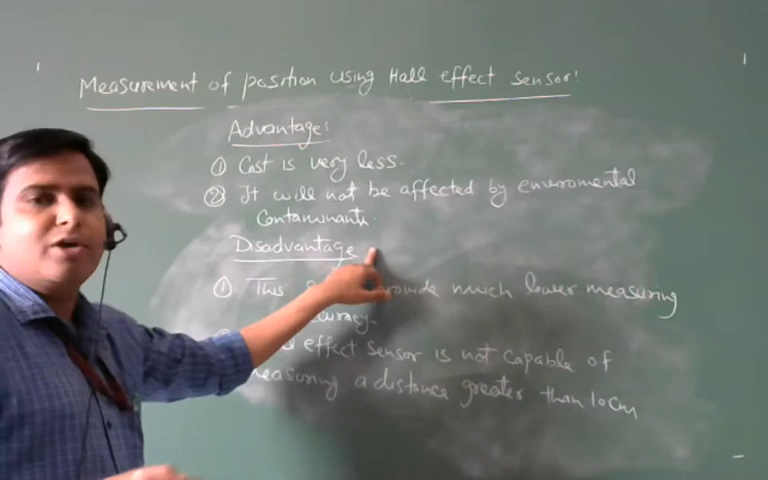 Measurement of position using Hall effect sensor:
Advantage:
① Cost is very less.
② It will not be affected by enviromental
Contaminants.
Dsadvantage
① This provide much lower measuring
curacy.
effect sensor is not capable of
measuring a distance greater than 10cm